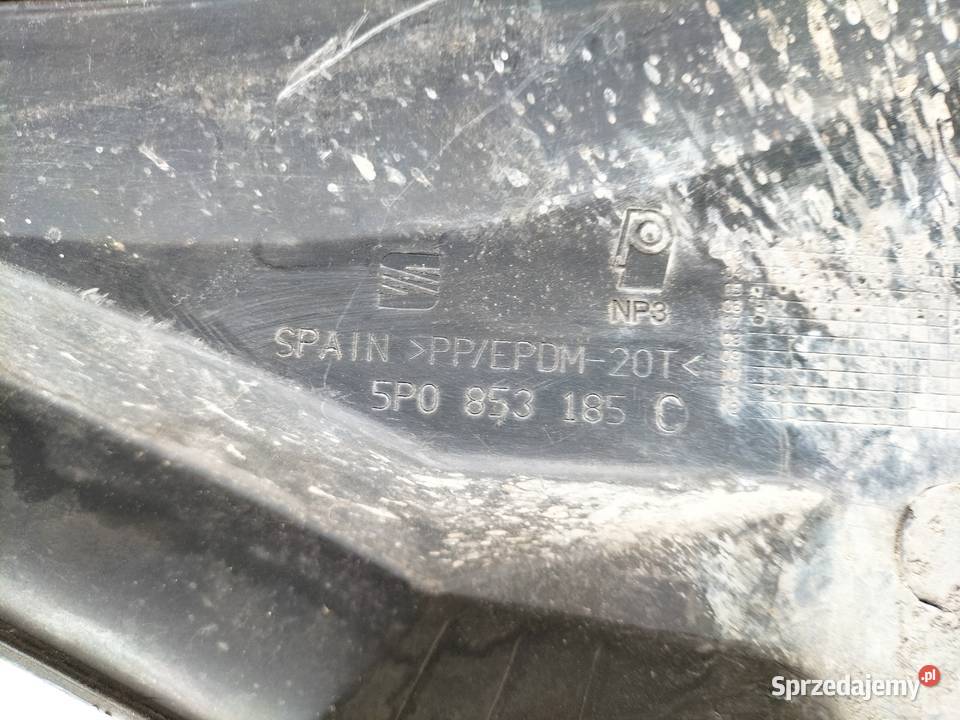 NP3
SPAIN >PP/EPDM-20T<
5P0 853 185 C
Sprzedajemy.pl